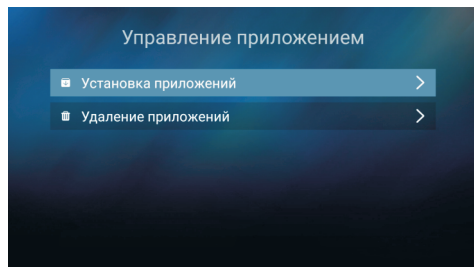 Управление приложением
Установка приложений
Удаление приложений